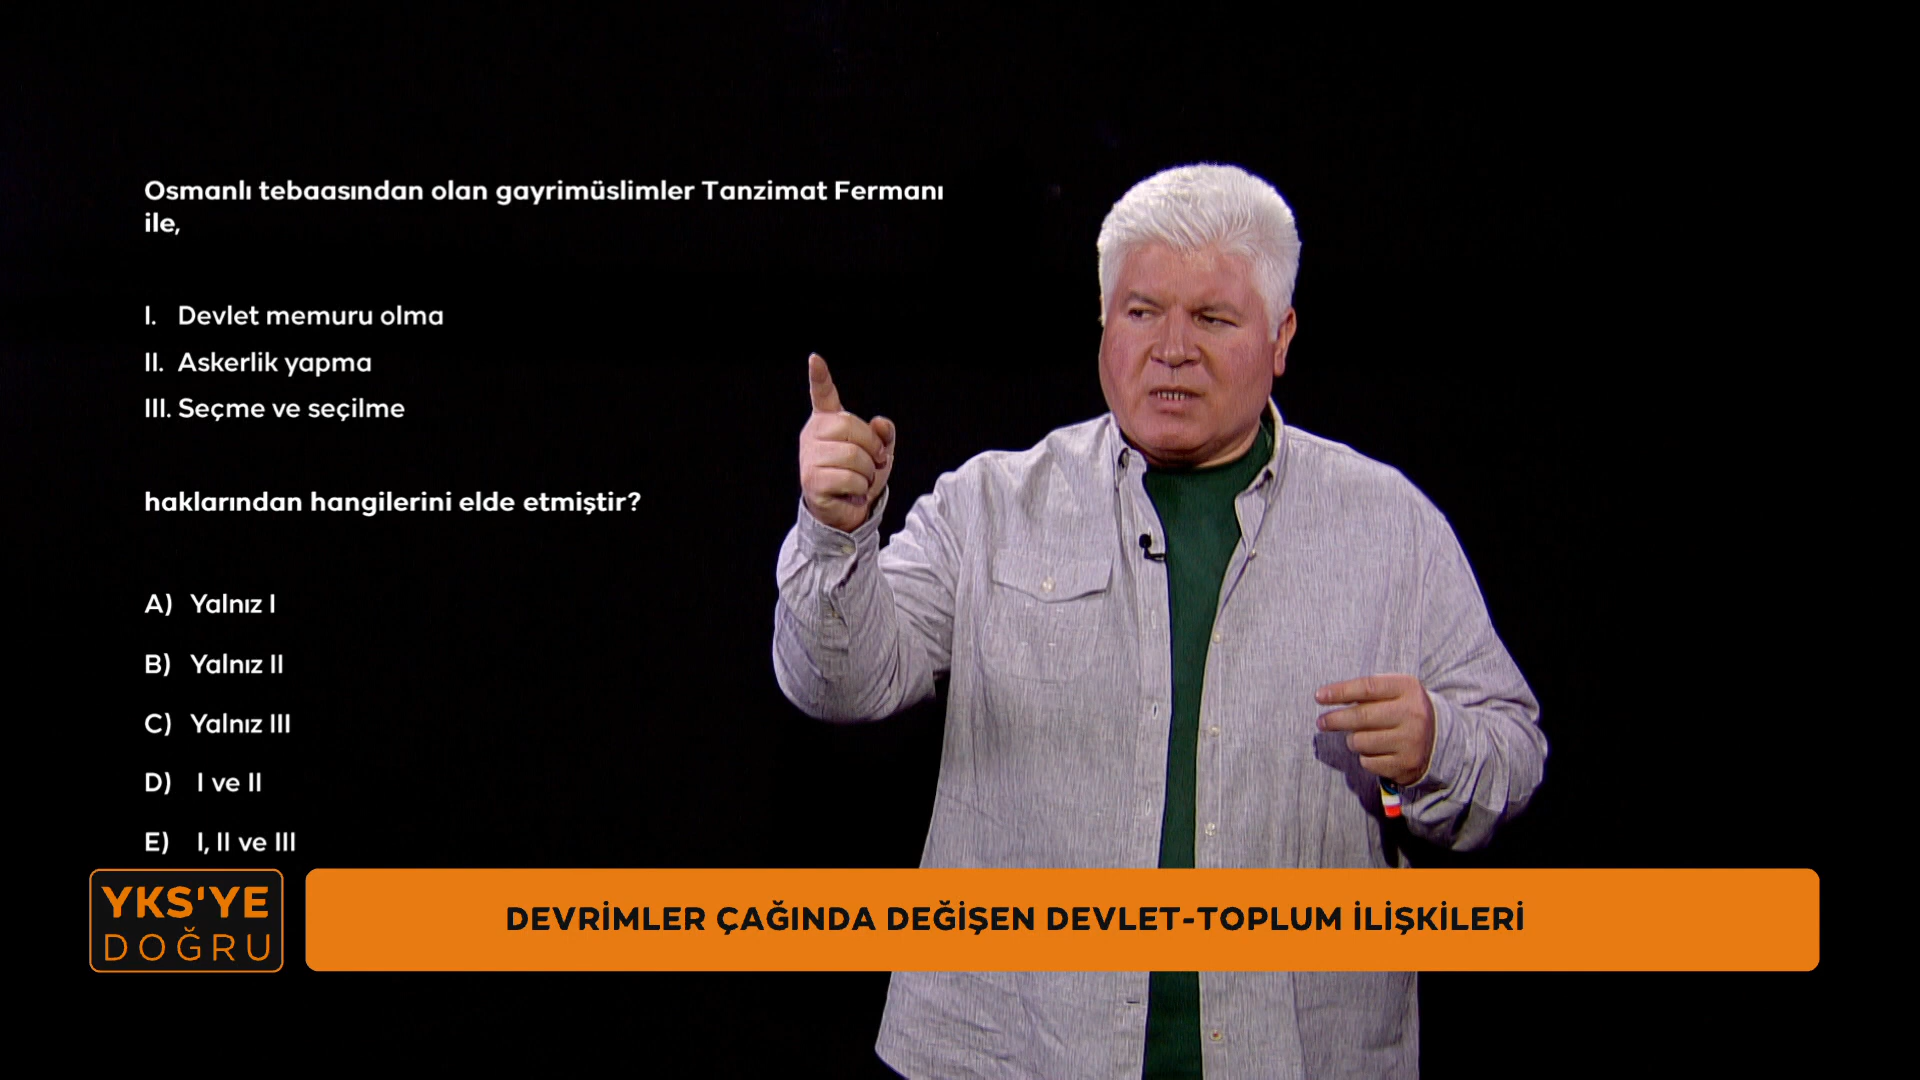 Osmanlı tebaasından olan gayrimüslimler Tanzimat Fermanı
ile,
I. Devlet memuru olma
II. Askerlik yapma
III. Seçme ve seçilme
haklarından hangilerini elde etmiştir?
A) Yalnız I
B) Yalnız II
C) Yalnız III
D) I ve II
E) I, II ve III
YKS'YE
DOĞRU
DEVRİMLER ÇAĞINDA DEĞİŞEN DEVLET-TOPLUM İLİŞKİLERİ